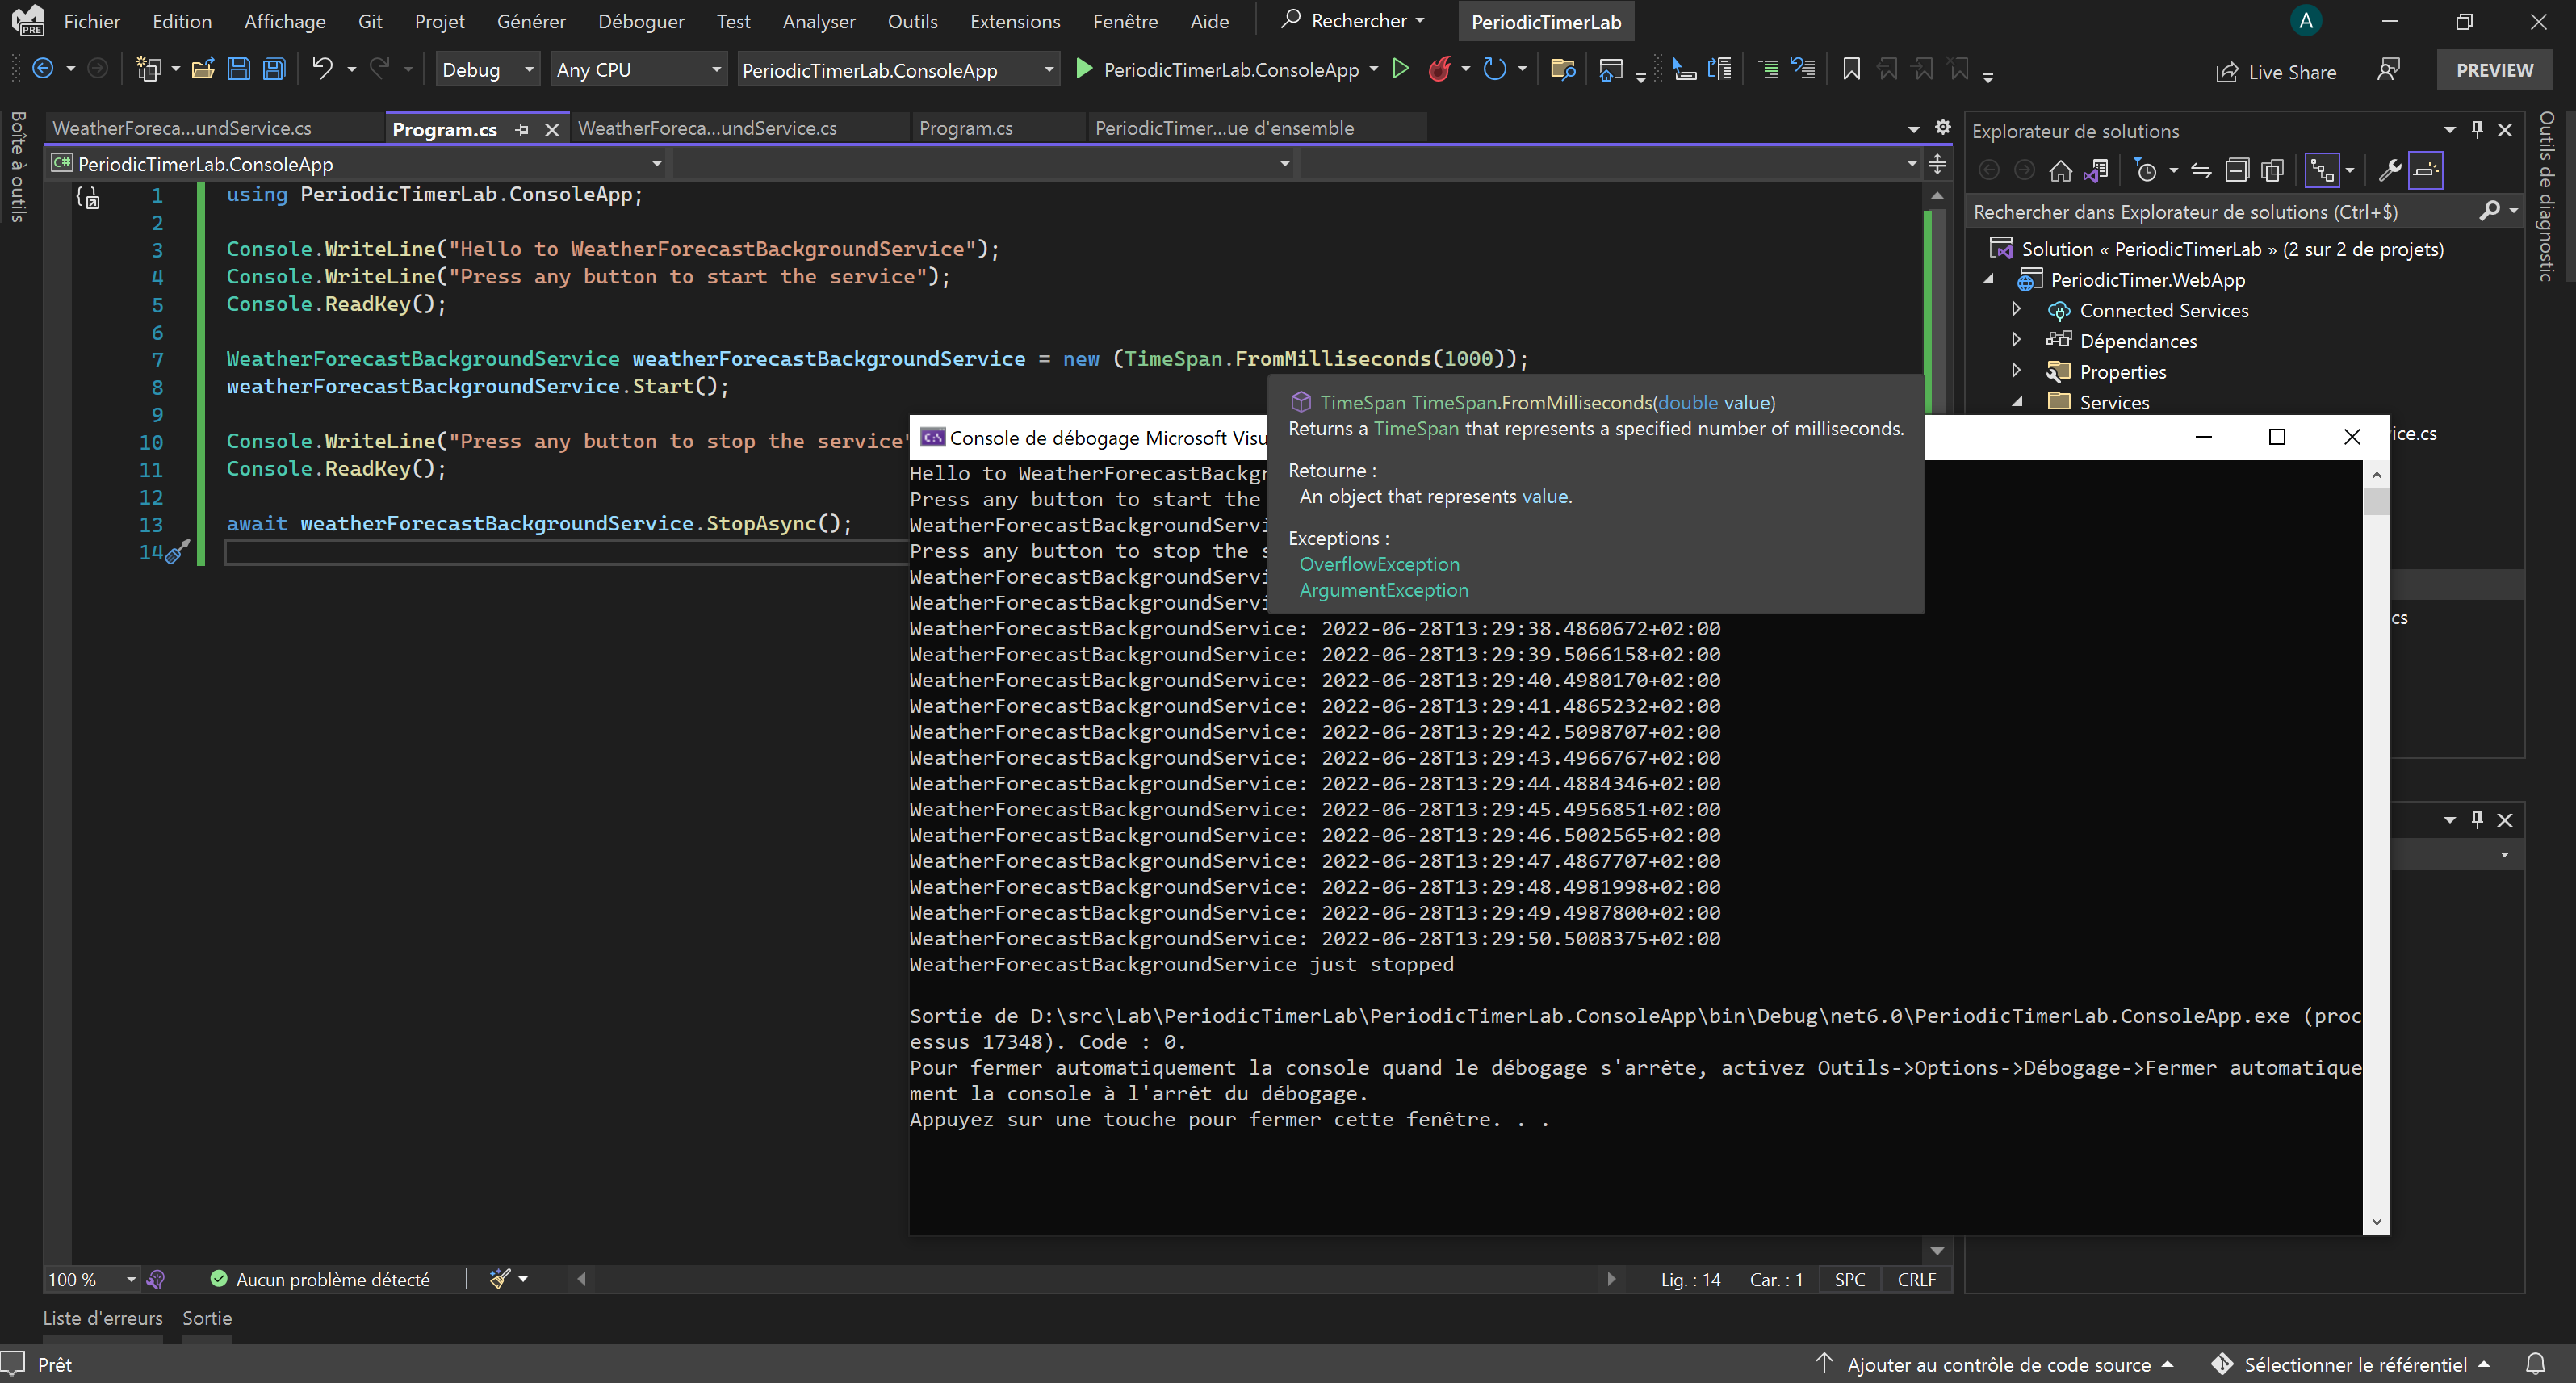 Fichier Edition Affichage Git Projet Générer Déboguer Test Analyser Outils Extensions Fenêtre Aide Rechercher PeriodicTimerLab A
PRE
Debug Any CPU PeriodicTimerLab.ConsoleApp PeriodicTimerLab.ConsoleApp Live Share PREVIEW
Boîte à outils
WeatherForeca...undService.cs Program.cs WeatherForeca...undService.cs Program.cs PeriodicTimer...ue d'ensemble
C# PeriodicTimerLab.ConsoleApp
1 using PeriodicTimerLab.ConsoleApp;
2
3 Console.WriteLine("Hello to WeatherForecastBackgroundService");
4 Console.WriteLine("Press any button to start the service");
5 Console.ReadKey();
6
7 WeatherForecastBackgroundService weatherForecastBackgroundService = new (TimeSpan.FromMilliseconds(1000));
8 weatherForecastBackgroundService.Start();
9
10 Console.WriteLine("Press any button to stop the service"
11 Console.ReadKey();
12
13 await weatherForecastBackgroundService.StopAsync();
14
TimeSpan TimeSpan.FromMilliseconds(double value)
Returns a TimeSpan that represents a specified number of milliseconds.
Retourne :
An object that represents value.
Exceptions :
OverflowException
ArgumentException
C:\ Console de débogage Microsoft Visu
Hello to WeatherForecastBackgr
Press any button to start the
WeatherForecastBackgroundServi
Press any button to stop the s
WeatherForecastBackgroundServi
WeatherForecastBackgroundServi
WeatherForecastBackgroundService: 2022-06-28T13:29:38.4860672+02:00
WeatherForecastBackgroundService: 2022-06-28T13:29:39.5066158+02:00
WeatherForecastBackgroundService: 2022-06-28T13:29:40.4980170+02:00
WeatherForecastBackgroundService: 2022-06-28T13:29:41.4865232+02:00
WeatherForecastBackgroundService: 2022-06-28T13:29:42.5098707+02:00
WeatherForecastBackgroundService: 2022-06-28T13:29:43.4966767+02:00
WeatherForecastBackgroundService: 2022-06-28T13:29:44.4884346+02:00
WeatherForecastBackgroundService: 2022-06-28T13:29:45.4956851+02:00
WeatherForecastBackgroundService: 2022-06-28T13:29:46.5002565+02:00
WeatherForecastBackgroundService: 2022-06-28T13:29:47.4867707+02:00
WeatherForecastBackgroundService: 2022-06-28T13:29:48.4981998+02:00
WeatherForecastBackgroundService: 2022-06-28T13:29:49.4987800+02:00
WeatherForecastBackgroundService: 2022-06-28T13:29:50.5008375+02:00
WeatherForecastBackgroundService just stopped
Sortie de D:\src\Lab\PeriodicTimerLab\PeriodicTimerLab.ConsoleApp\bin\Debug\net6.0\PeriodicTimerLab.ConsoleApp.exe (proc
essus 17348). Code : 0.
Pour fermer automatiquement la console quand le débogage s'arrête, activez Outils->Options->Débogage->Fermer automatique
ment la console à l'arrêt du débogage.
Appuyez sur une touche pour fermer cette fenêtre. . .
Explorateur de solutions
Rechercher dans Explorateur de solutions (Ctrl+$)
Solution « PeriodicTimerLab » (2 sur 2 de projets)
PeriodicTimer.WebApp
Connected Services
Dépendances
Properties
Services
ice.cs
cs
Outils de diagnostic
100 % Aucun problème détecté Lig. : 14 Car. : 1 SPC CRLF
Liste d'erreurs Sortie
Prêt Ajouter au contrôle de code source Sélectionner le référentiel